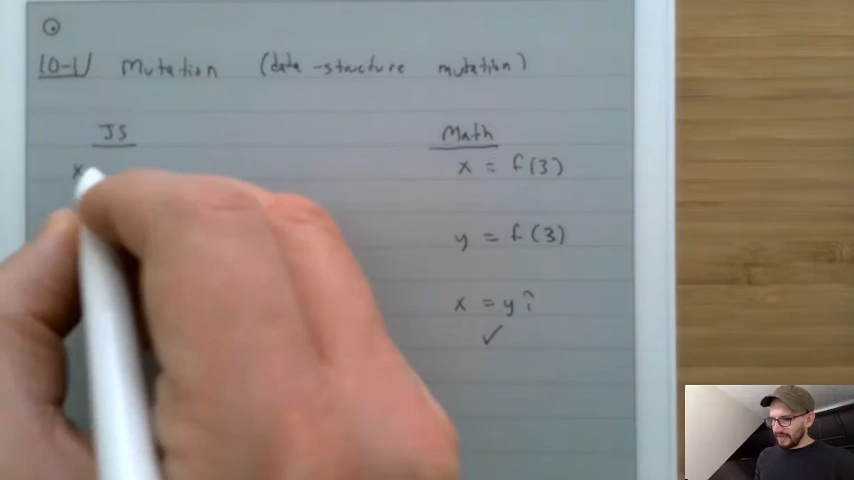 10-1 Mutation (data-structure mutation)
JS
x
Math
x = f(3)
y = f(3)
x = y?
✓